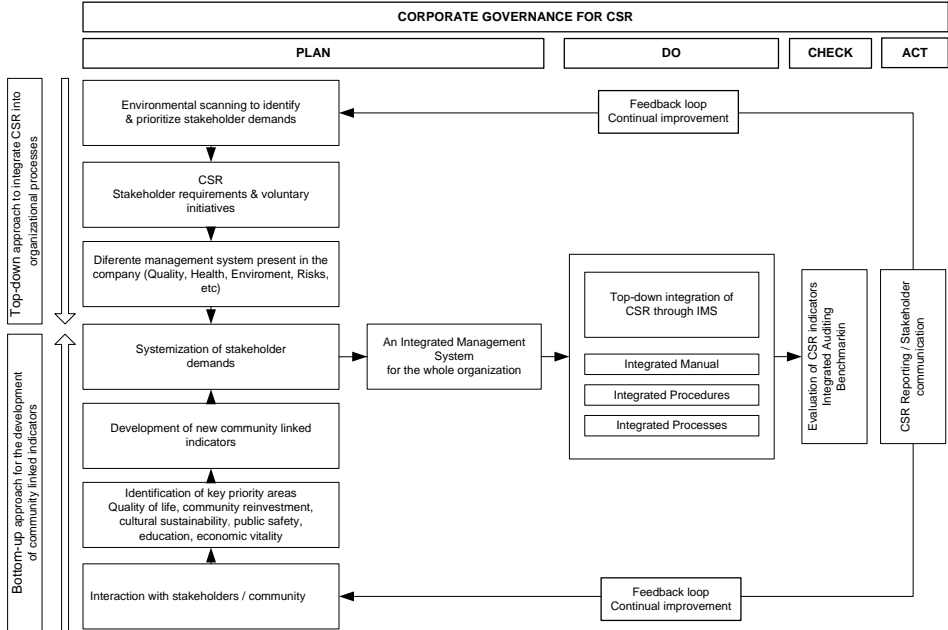 CORPORATE GOVERNANCE FOR CSR
PLAN
DO
CHECK
ACT
Top-down approach to integrate CSR into
organizational processes
Environmental scanning to identify
& prioritize stakeholder demands
Feedback loop
Continual improvement
CSR
Stakeholder requirements & voluntary
initiatives
Diferente management system present in the
company (Quality, Health, Enviroment, Risks,
etc)
Systemization of stakeholder
demands
An Integrated Management
System
for the whole organization
Top-down integration of
CSR through IMS
Integrated Manual
Integrated Procedures
Integrated Processes
Evaluation of CSR indicators
Integrated Auditing
Benchmarkin
CSR Reporting / Stakeholder
communication
Bottom-up approach for the development
of community linked indicators
Development of new community linked
indicators
Identification of key priority areas
Quality of life, community reinvestment,
cultural sustainability, public safety,
education, economic vitality
Interaction with stakeholders / community
Feedback loop
Continual improvement